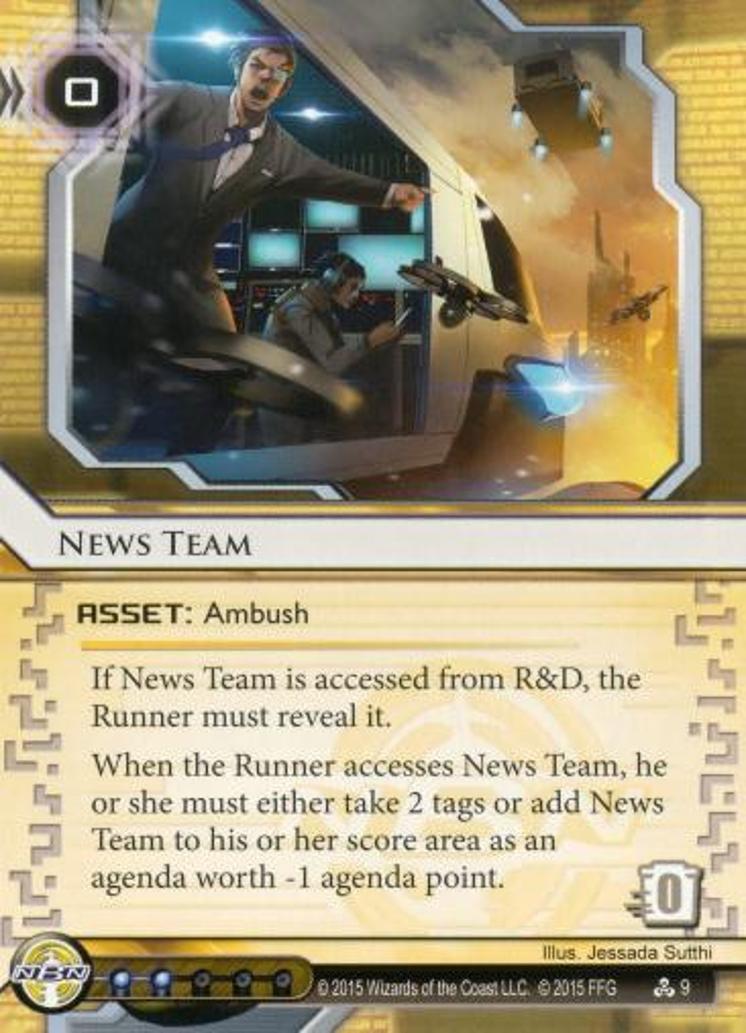 0
NEWS TEAM
ASSET: Ambush
If News Team is accessed from R&D, the
Runner must reveal it.
When the Runner accesses News Team, he
or she must either take 2 tags or add News
Team to his or her score area as an
agenda worth -1 agenda point.
0
Illus. Jessada Sutthi
NBN
© 2015 Wizards of the Coast LLC. © 2015 FFG 9